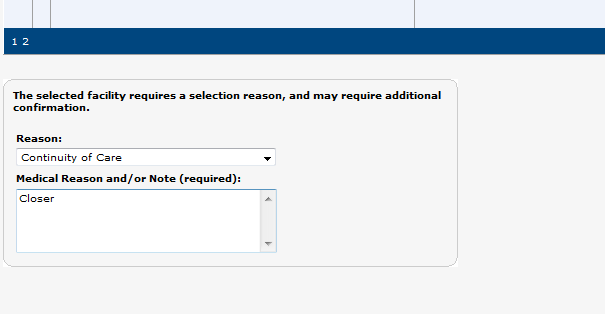 1 2
The selected facility requires a selection reason, and may require additional
confirmation.
Reason:
Continuity of Care
Medical Reason and/or Note (required):
Closer